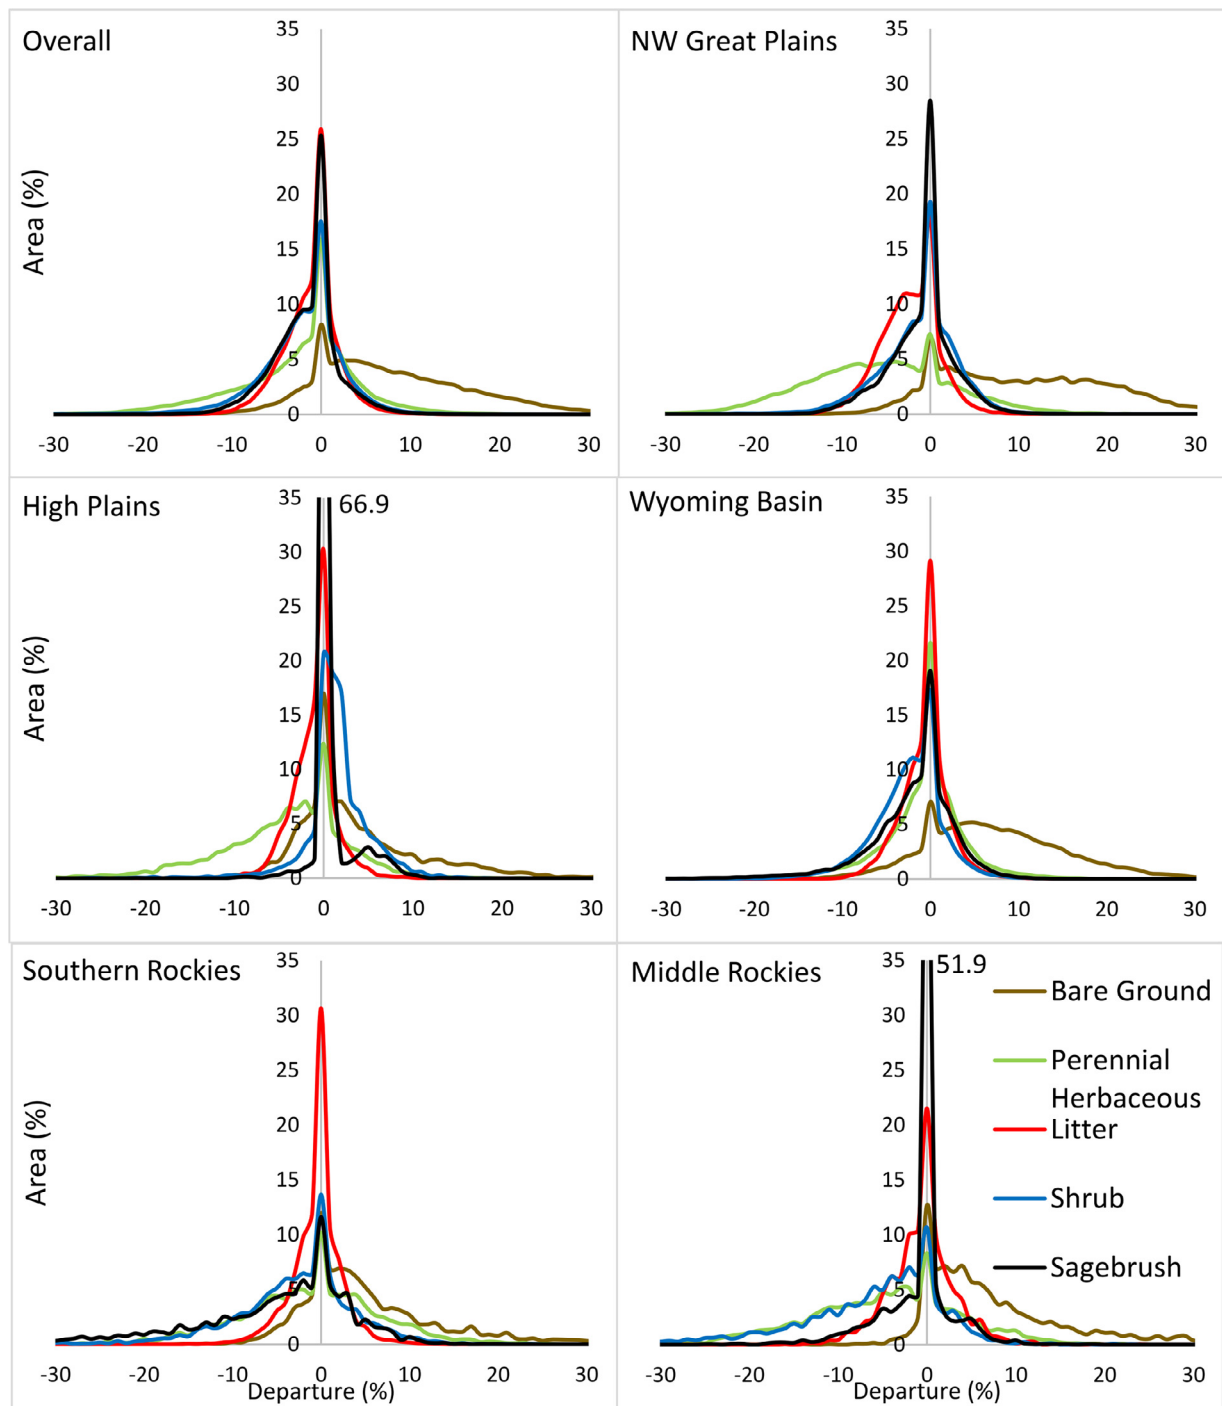 Overall
35
30
25
20
15
10
5
0
Area (%)
-30 -20 -10 0 10 20 30
NW Great Plains
35
30
25
20
15
10
5
0
-30 -20 -10 0 10 20 30
High Plains
35
66.9
30
25
20
15
10
5
0
Area (%)
-30 -20 -10 0 10 20 30
Wyoming Basin
35
30
25
20
15
10
5
0
-30 -20 -10 0 10 20 30
Southern Rockies
35
30
25
20
15
10
5
0
Area (%)
-30 -20 -10 0 10 20 30
Departure (%)
Middle Rockies
35
51.9
30
25
20
15
10
5
0
-30 -20 -10 0 10 20 30
Departure (%)
Bare Ground
Perennial
Herbaceous
Litter
Shrub
Sagebrush